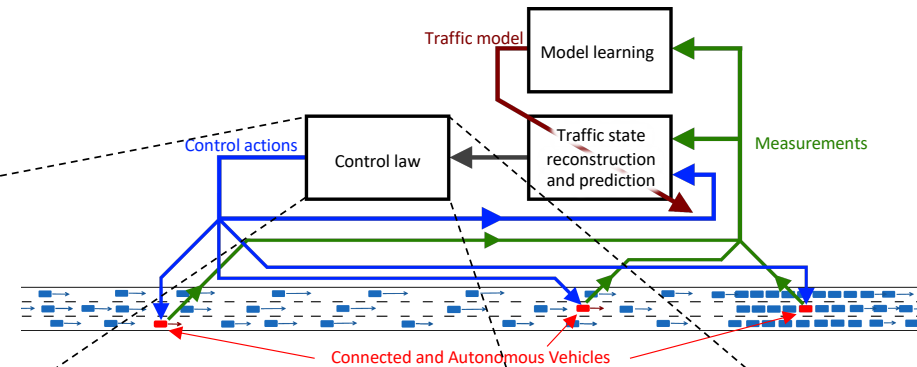 Traffic model
Model learning
Control actions
Control law
Traffic state
reconstruction
and prediction
Measurements
Connected and Autonomous Vehicles